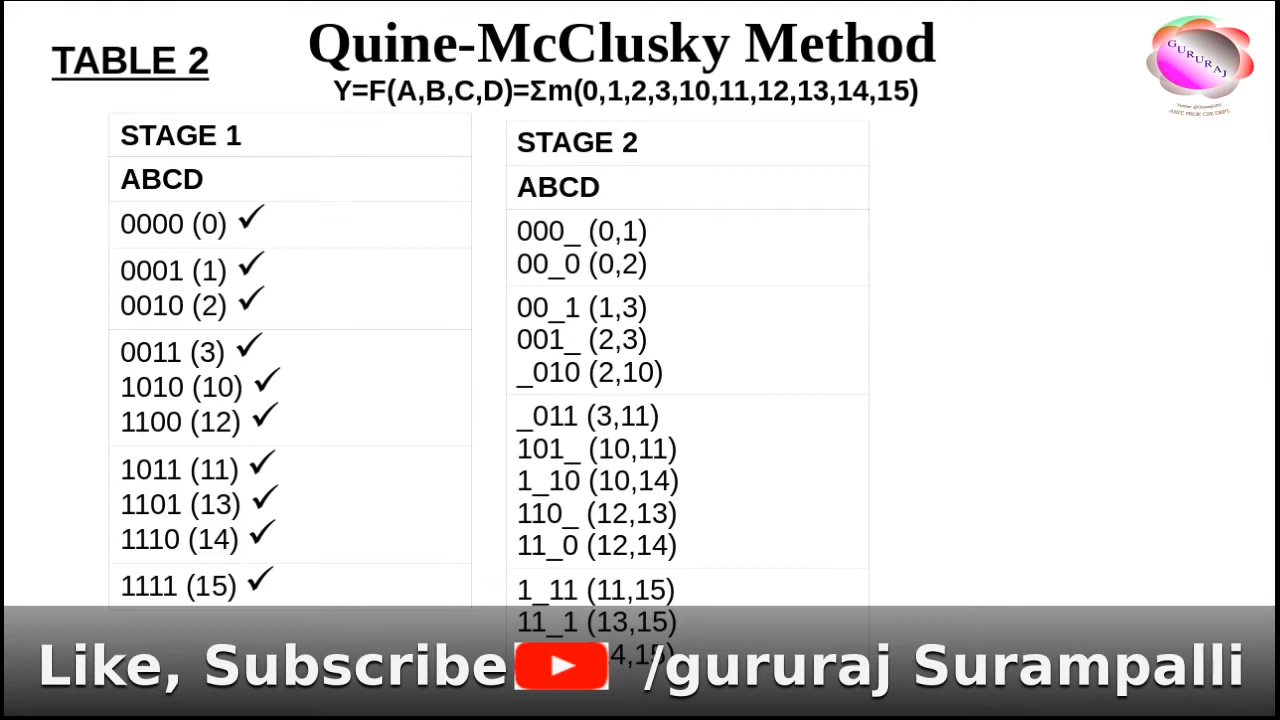 TABLE 2
Quine-McClusky Method
Y=F(A,B,C,D)=Σm(0,1,2,3,10,11,12,13,14,15)
GURURAJ
STAGE 1
ABCD
0000 (0) ✓
0001 (1) ✓
0010 (2) ✓
0011 (3) ✓
1010 (10) ✓
1100 (12) ✓
1011 (11) ✓
1101 (13) ✓
1110 (14) ✓
1111 (15) ✓
STAGE 2
ABCD
000_ (0,1)
00_0 (0,2)
00_1 (1,3)
001_ (2,3)
_010 (2,10)
_011 (3,11)
101_ (10,11)
1_10 (10,14)
110_ (12,13)
11_0 (12,14)
1_11 (11,15)
11_1 (13,15)
4,15)
Like, Subscribe /gururaj Surampalli